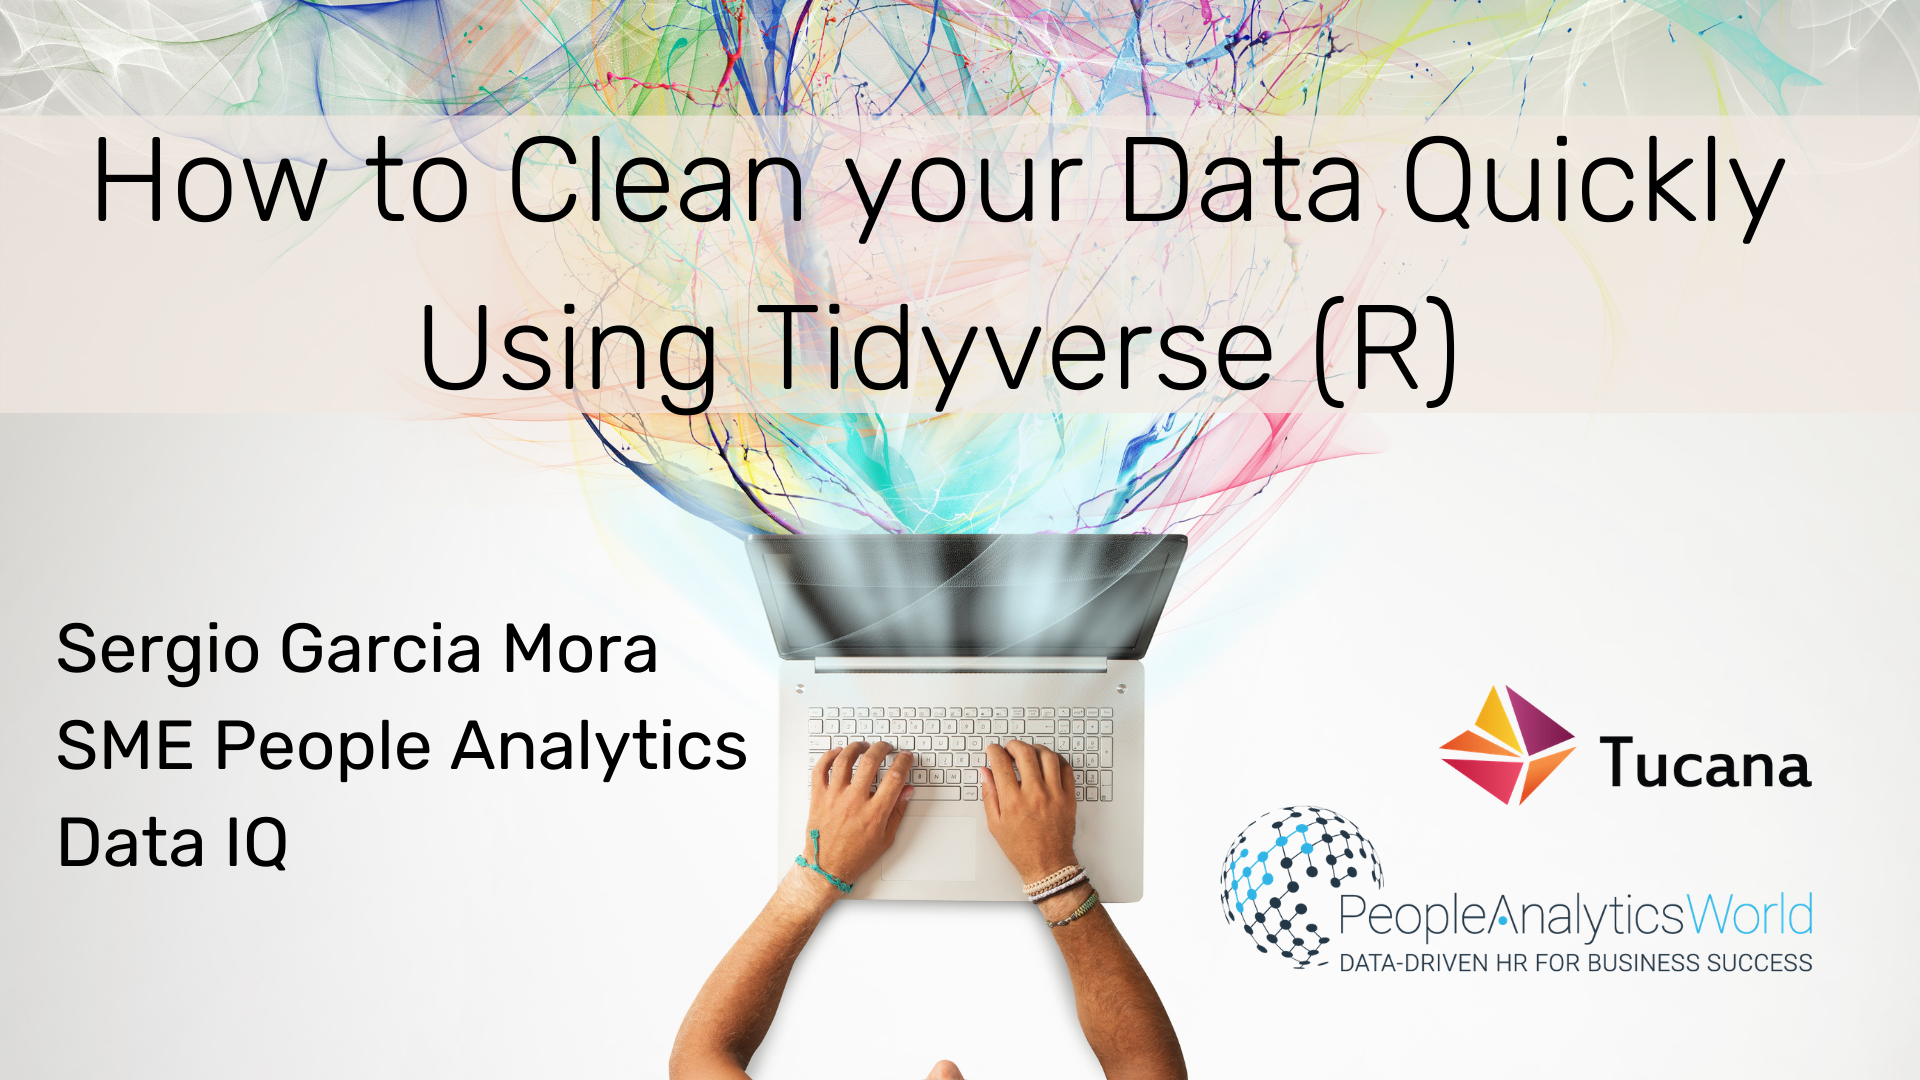 How to Clean your Data Quickly
Using Tidyverse (R)
Sergio Garcia Mora
SME People Analytics
Data IQ
Tucana
PeopleAnalyticsWorld
DATA-DRIVEN HR FOR BUSINESS SUCCESS